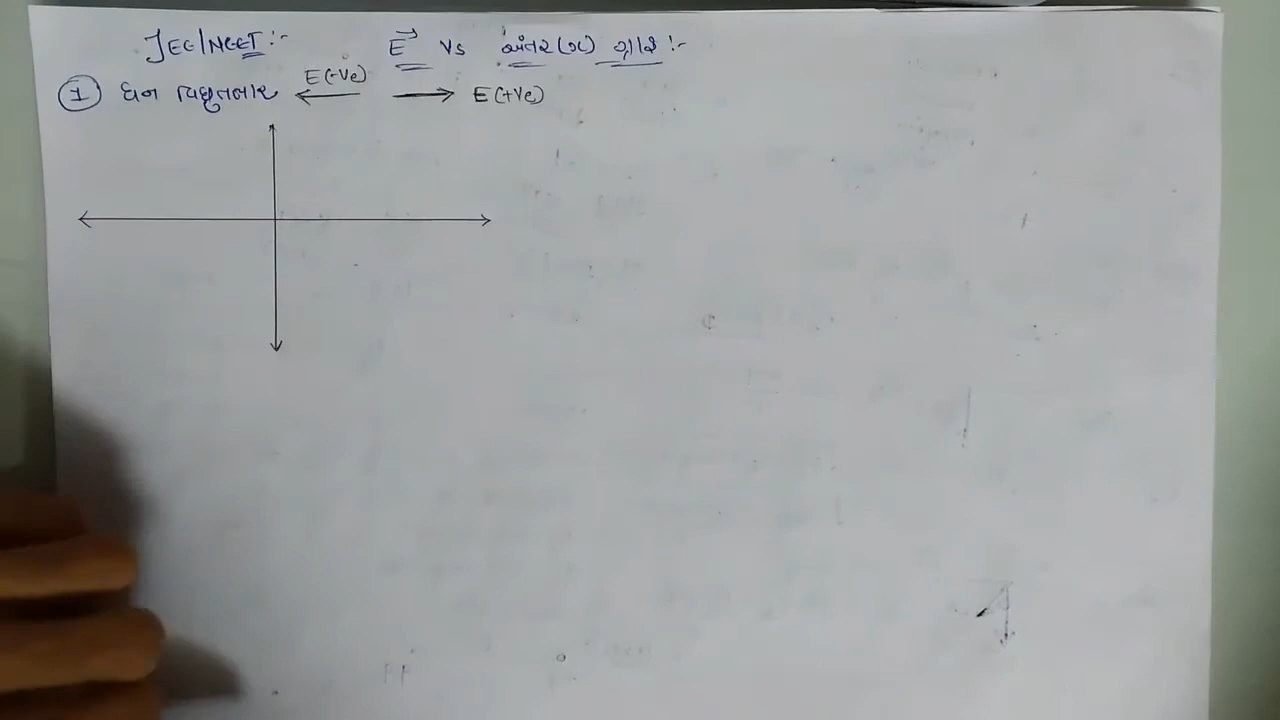 JEE/NEET :- E⃗ vs અંતર (x) ગ્રાફ :-
① ધન વિદ્યુતભાર E(-ve) ← → E(+ve)